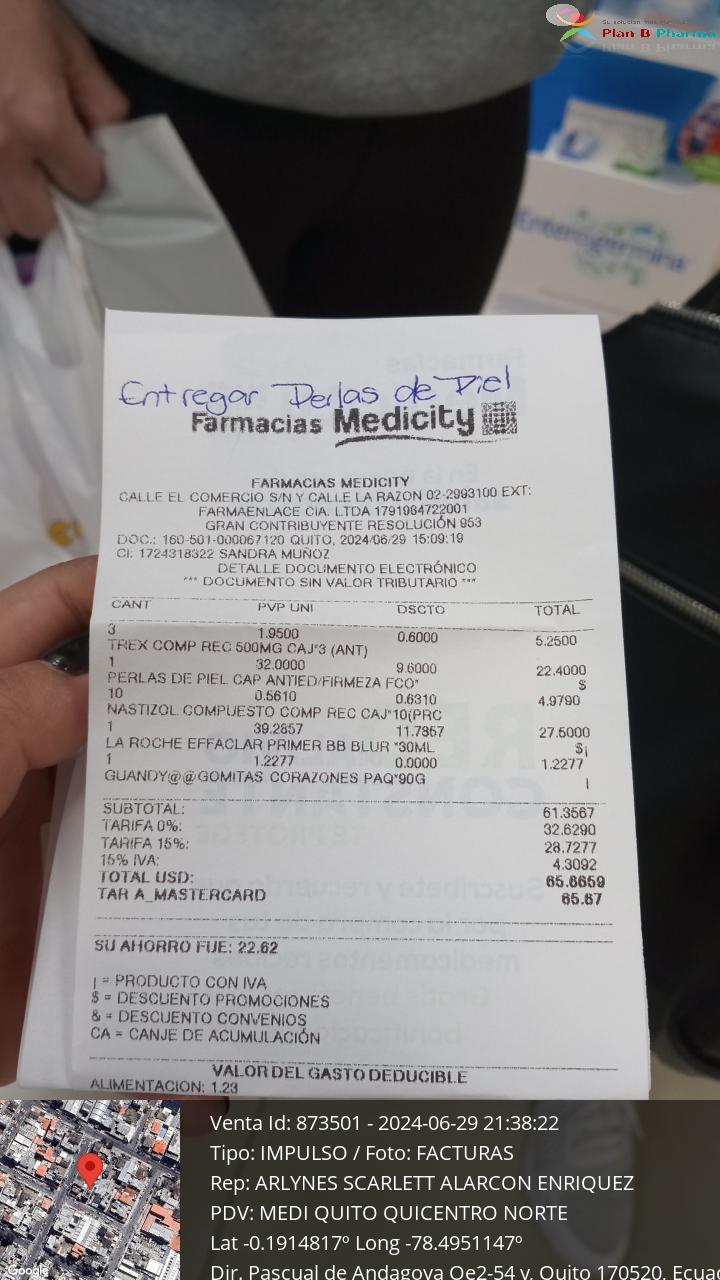 Su solución más
Plan B Pharma
Enterogermina
Entregar Perlas de Piel
Farmacias Medicity
FARMACIAS MEDICITY
CALLE EL COMERCIO S/N Y CALLE LA RAZON 02-2993100 EXT:
FARMAENLACE CIA. LTDA 1791984722001
GRAN CONTRIBUYENTE RESOLUCIÓN 953
DOC.: 160-501-000067120 QUITO, 2024/06/29 15:09:19
CI: 1724318322 SANDRA MUÑOZ
DETALLE DOCUMENTO ELECTRÓNICO
*** DOCUMENTO SIN VALOR TRIBUTARIO ***
CANT PVP UNI DSCTO TOTAL
3 1.9500 0.6000 5.2500
TREX COMP REC 500MG CAJ*3 (ANT)
1 32.0000 9.6000 22.4000
PERLAS DE PIEL CAP ANTIED/FIRMEZA FCO* $
10 0.5610 0.6310 4.9790
NASTIZOL COMPUESTO COMP REC CAJ*10(PRC
1 39.2857 11.7857 27.5000
LA ROCHE EFFACLAR PRIMER BB BLUR *30ML $¡
1 1.2277 0.0000 1.2277
GUANDY@@GOMITAS CORAZONES PAQ*90G ¡
SUBTOTAL: 61.3567
TARIFA 0%: 32.6290
TARIFA 15%: 28.7277
15% IVA: 4.3092
TOTAL USD: 65.6659
TAR A_MASTERCARD 65.67
SU AHORRO FUE: 22.62
¡ = PRODUCTO CON IVA
$ = DESCUENTO PROMOCIONES
& = DESCUENTO CONVENIOS
CA = CANJE DE ACUMULACIÓN
VALOR DEL GASTO DEDUCIBLE
ALIMENTACION: 1.23
Venta Id: 873501 - 2024-06-29 21:38:22
Tipo: IMPULSO / Foto: FACTURAS
Rep: ARLYNES SCARLETT ALARCON ENRIQUEZ
PDV: MEDI QUITO QUICENTRO NORTE
Lat -0.1914817º Long -78.4951147º
Dir. Pascual de Andagoya Oe2-54 y, Quito 170520, Ecuad
Google